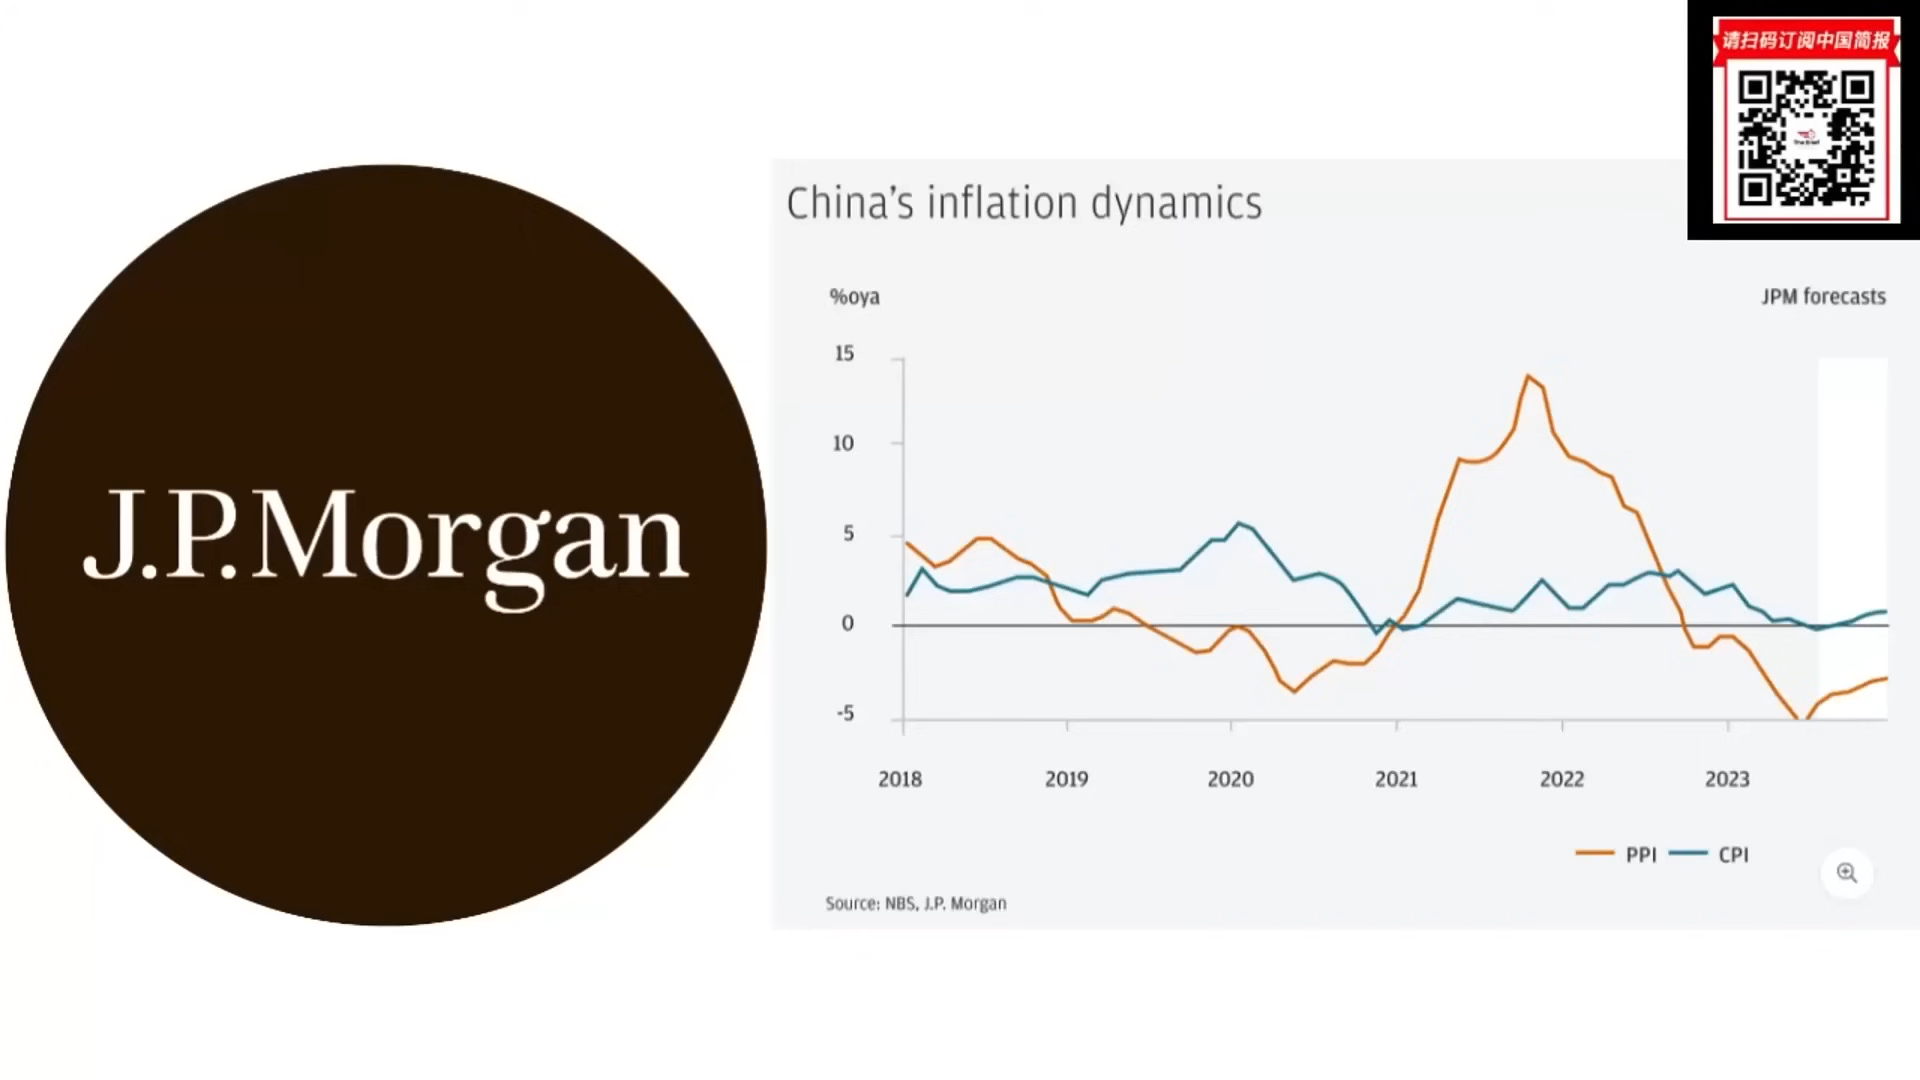 请扫码订阅中国简报
J.P.Morgan
China’s inflation dynamics
%oya
JPM forecasts
15
10
5
0
-5
2018 2019 2020 2021 2022 2023
PPI CPI
Source: NBS, J.P. Morgan